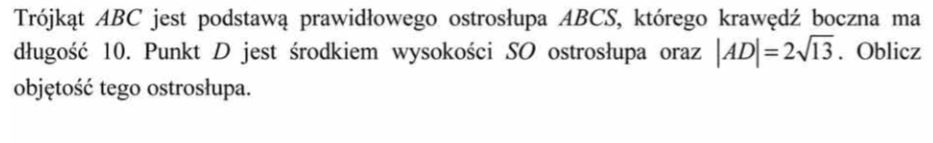 Trójkąt ABC jest podstawą prawidłowego ostrosłupa ABCS, którego krawędź boczna ma
długość 10. Punkt D jest środkiem wysokości SO ostrosłupa oraz |AD|=2√13. Oblicz
objętość tego ostrosłupa.